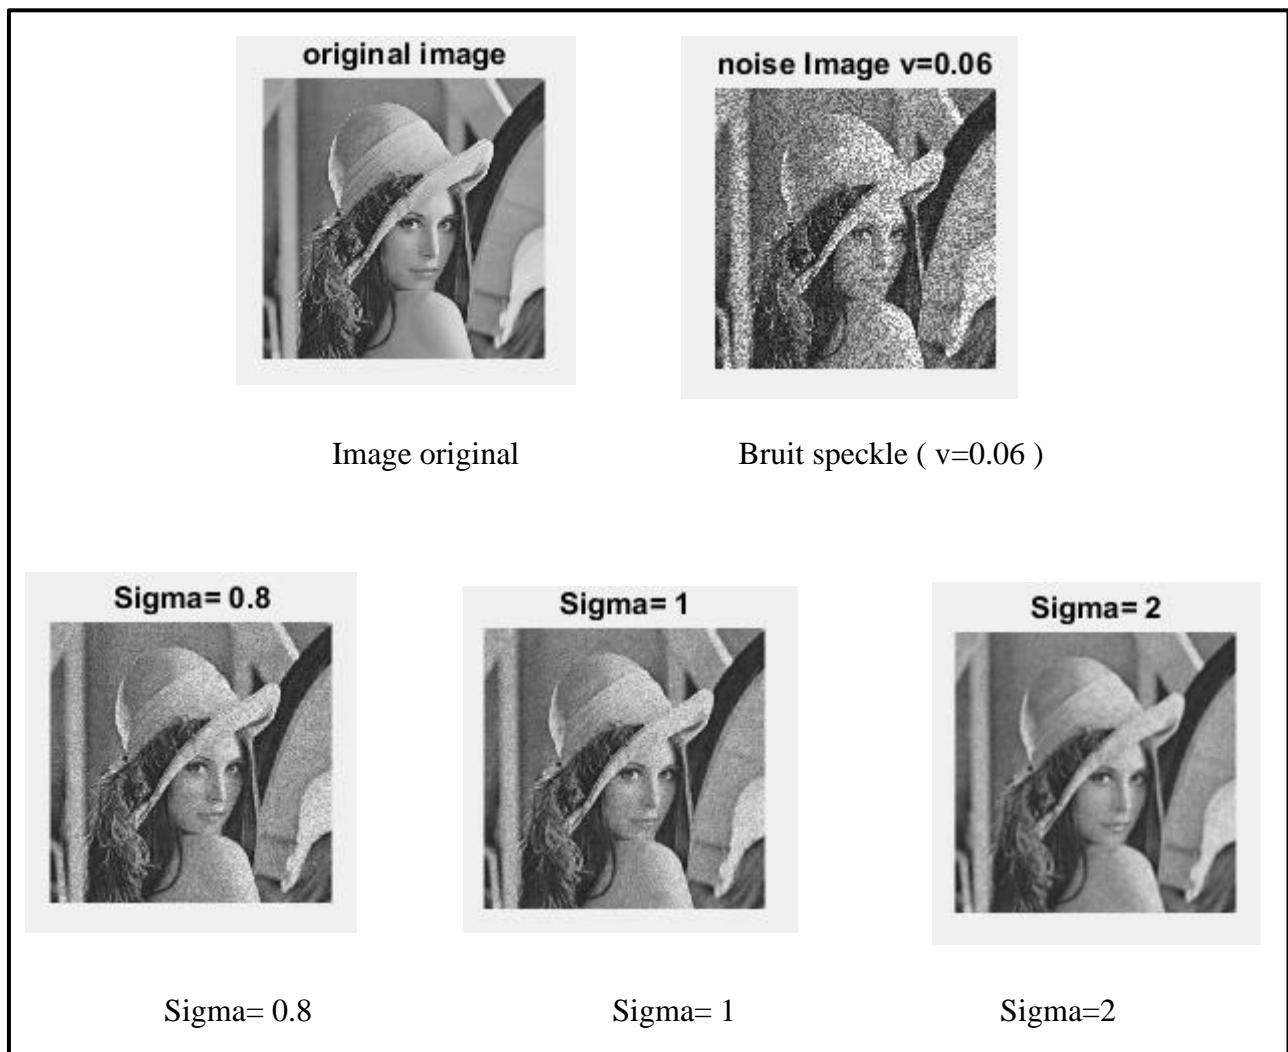 original image
noise Image v=0.06
Image original
Bruit speckle ( v=0.06 )
Sigma= 0.8
Sigma= 1
Sigma= 2
Sigma= 0.8
Sigma= 1
Sigma=2